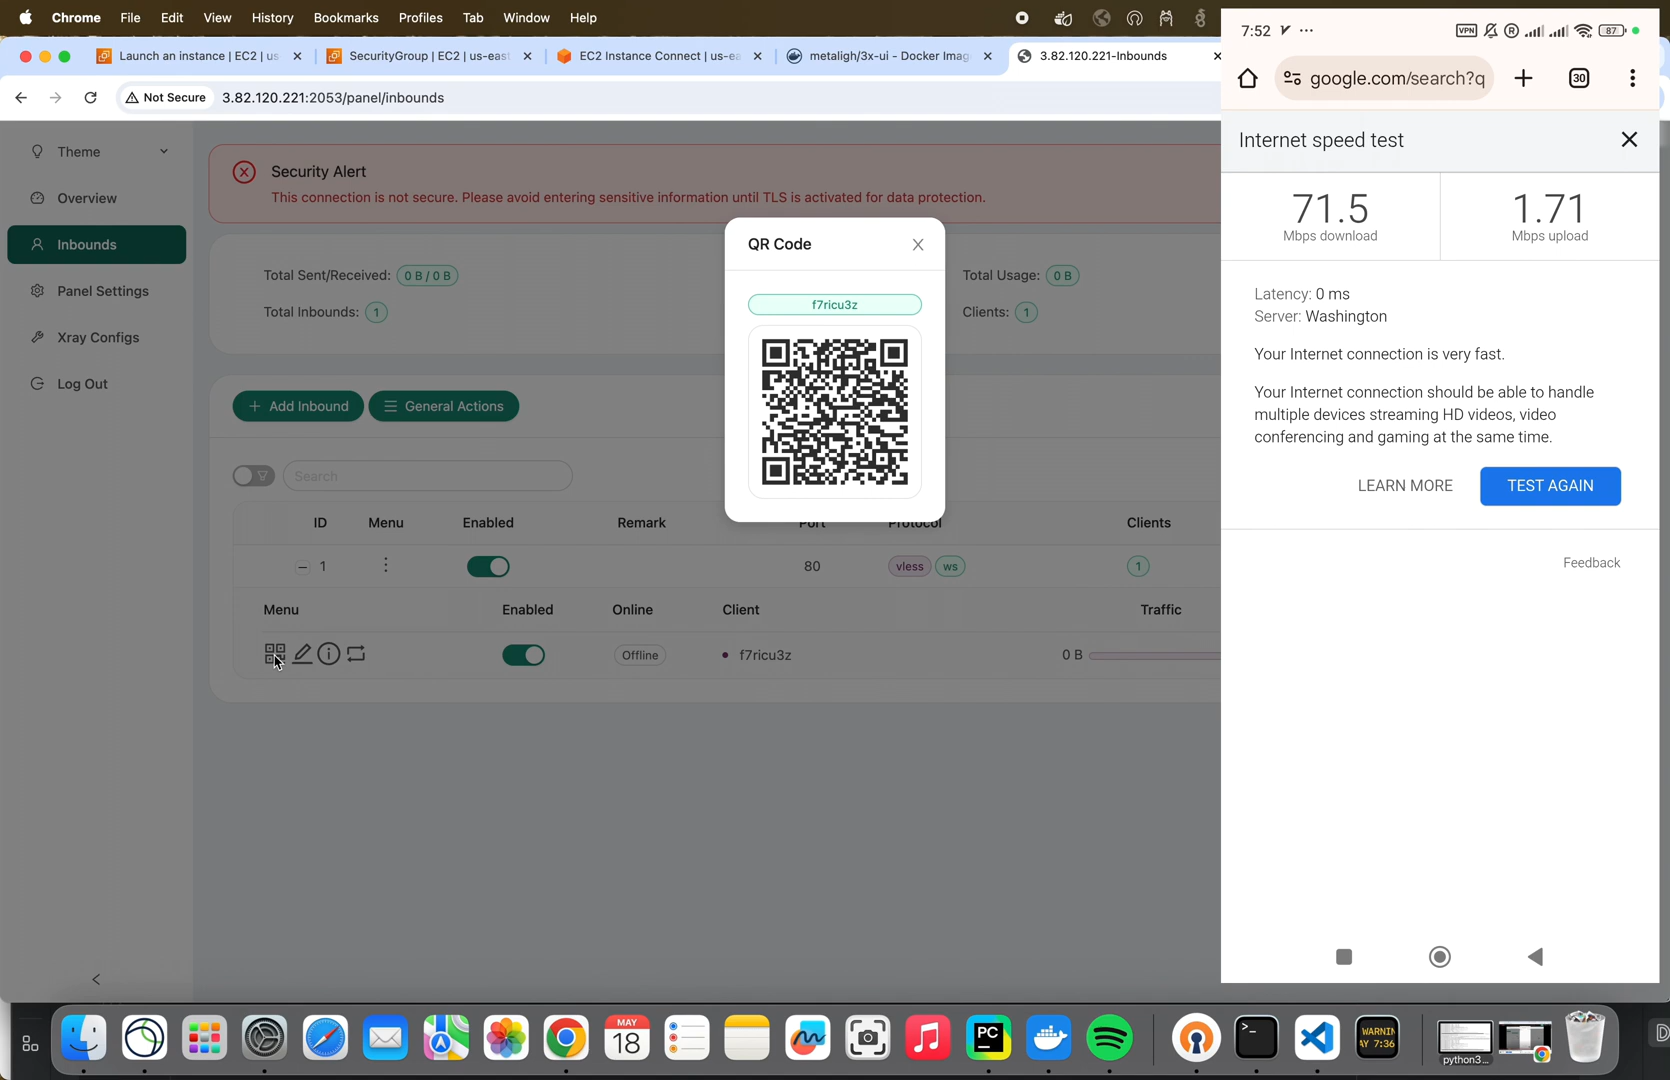 Chrome File Edit View History Bookmarks Profiles Tab Window Help
Launch an instance | EC2 | us-
SecurityGroup | EC2 | us-east
EC2 Instance Connect | us-ea
metaligh/3x-ui - Docker Imag
3.82.120.221-Inbounds
Not Secure 3.82.120.221:2053/panel/inbounds
Theme
Overview
Inbounds
Panel Settings
Xray Configs
Log Out
Security Alert
This connection is not secure. Please avoid entering sensitive information until TLS is activated for data protection.
Total Sent/Received: 0 B / 0 B
Total Usage: 0 B
Total Inbounds: 1
Clients: 1
QR Code
f7ricu3z
+ Add Inbound
General Actions
Search
ID Menu Enabled Remark Port Protocol Clients
1 80 vless ws 1
Menu Enabled Online Client Traffic
Offline f7ricu3z 0 B
7:52
VPN R 87
google.com/search?q
30
Internet speed test
71.5
Mbps download
1.71
Mbps upload
Latency: 0 ms
Server: Washington
Your Internet connection is very fast.
Your Internet connection should be able to handle
multiple devices streaming HD videos, video
conferencing and gaming at the same time.
LEARN MORE
TEST AGAIN
Feedback
MAY
18
PC
WARNIN
AY 7:36
python3...